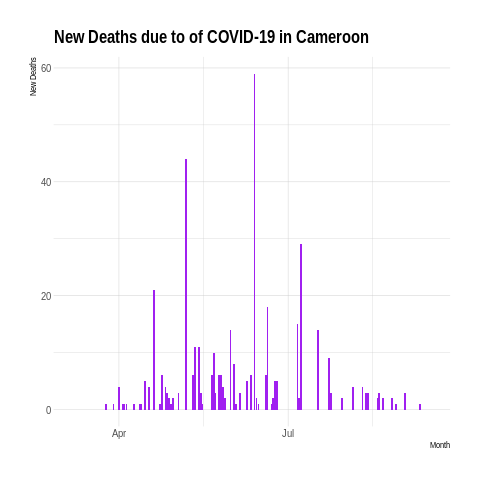 New Deaths due to of COVID-19 in Cameroon
New Deaths
60
40
20
0
Apr
Jul
Month